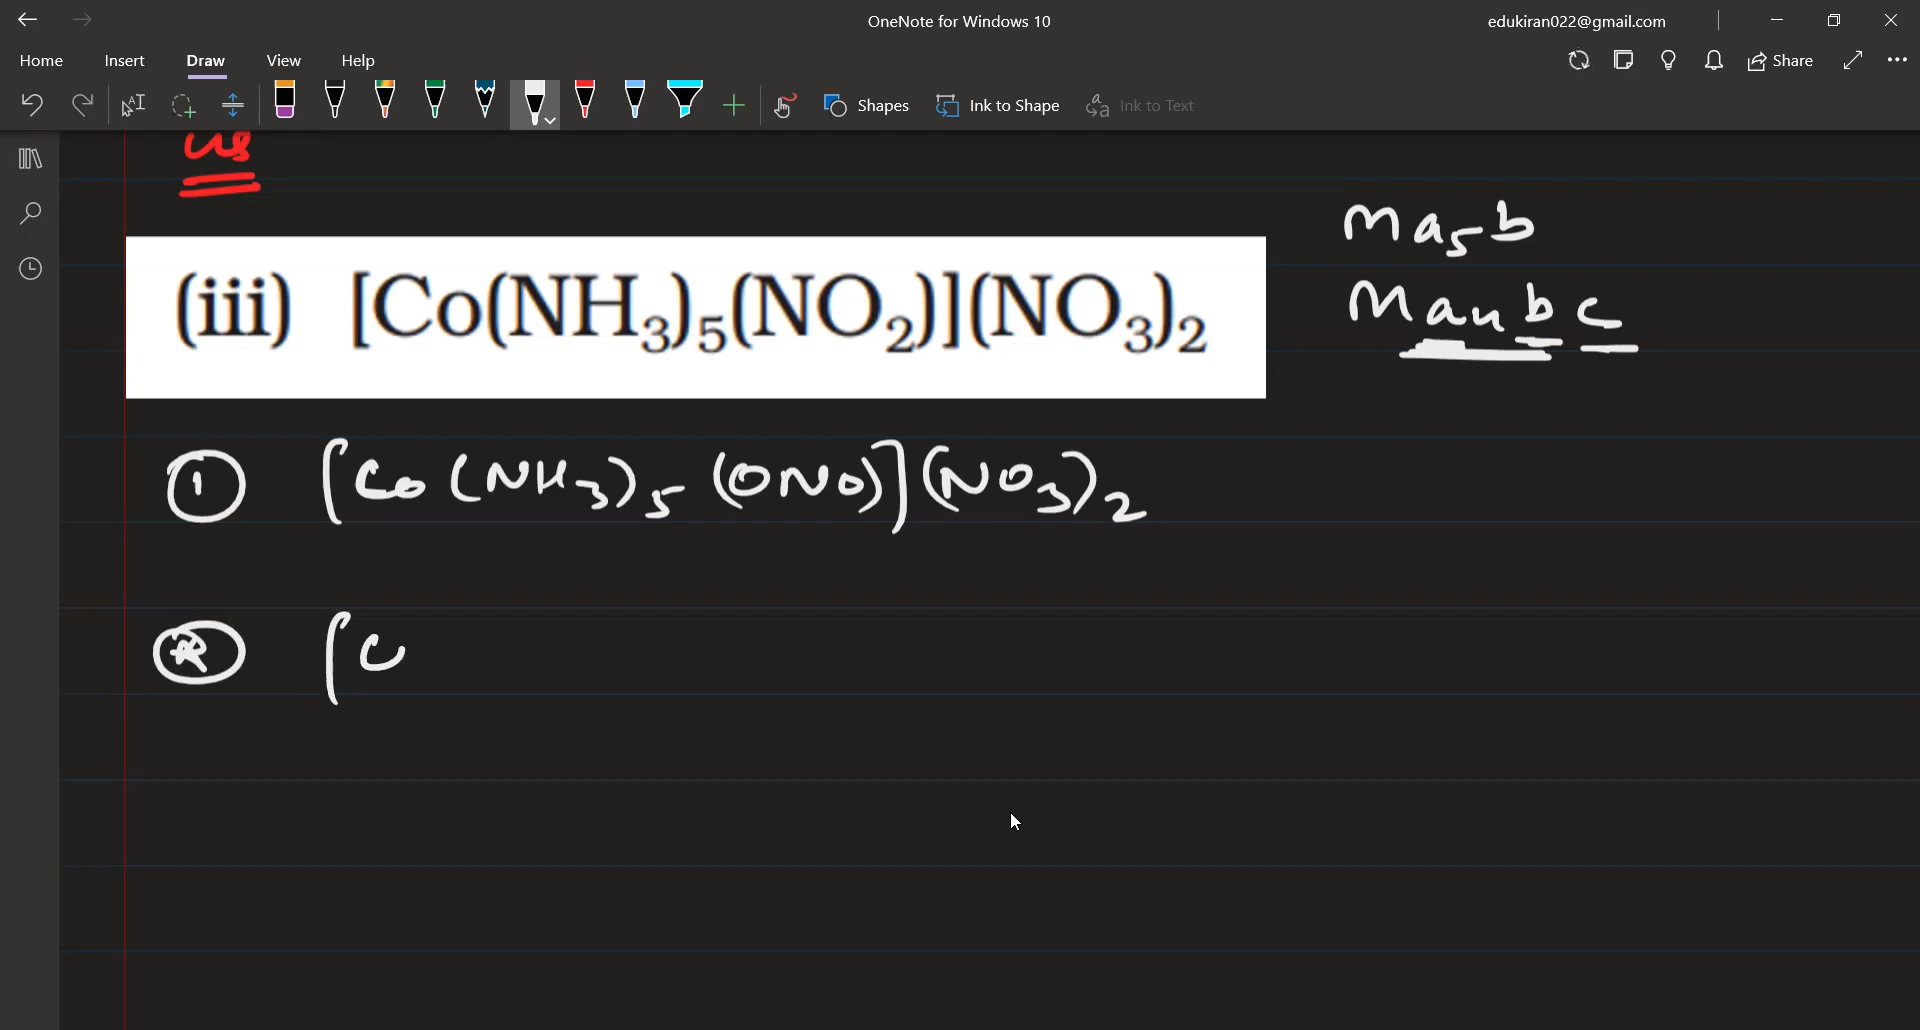 OneNote for Windows 10
edukiran022@gmail.com
Home Insert Draw View Help
Share
Shapes Ink to Shape Ink to Text
Ma₅b
(iii) [Co(NH₃)₅(NO₂)](NO₃)₂
Ma₄bc
① [Co(NH₃)₅(ONO)](NO₃)₂
② [C